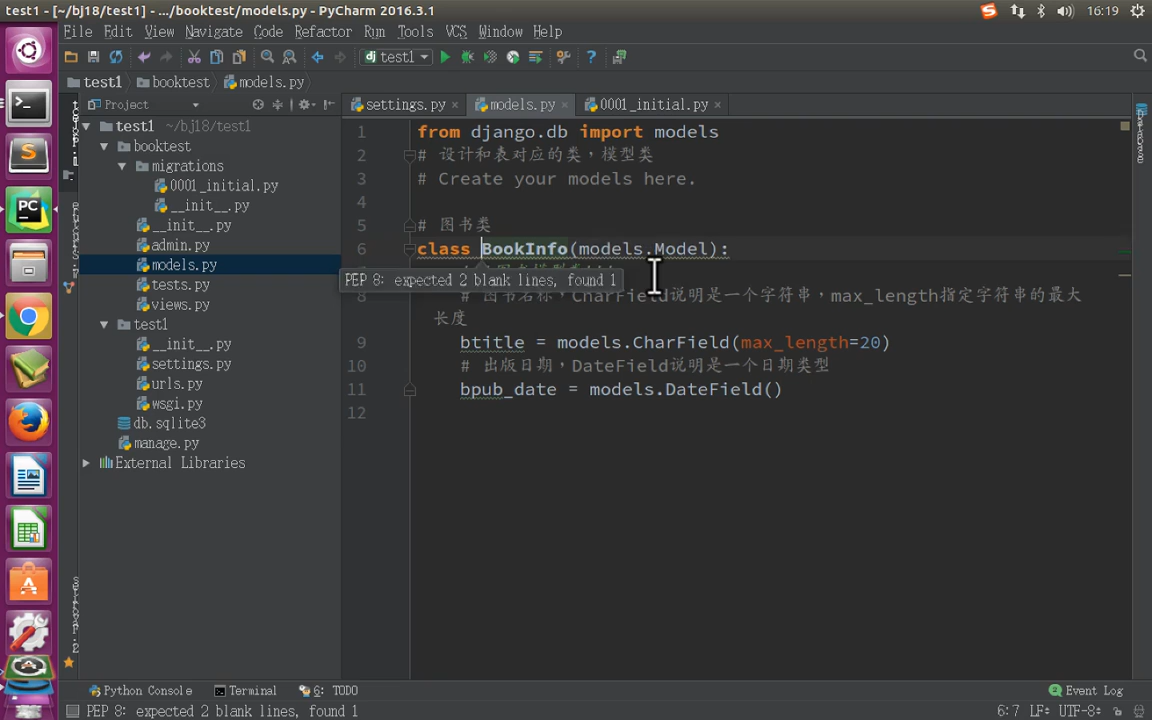 test1 - [~/bj18/test1] - .../booktest/models.py - PyCharm 2016.3.1
16:19
File Edit View Navigate Code Refactor Run Tools VCS Window Help
test1
test1 booktest models.py
Project
settings.py models.py 0001_initial.py
test1 ~/bj18/test1
booktest
migrations
0001_initial.py
__init__.py
__init__.py
admin.py
models.py
tests.py
views.py
test1
__init__.py
settings.py
urls.py
wsgi.py
db.sqlite3
manage.py
External Libraries
1 from django.db import models
2 # 设计和表对应的类，模型类
3 # Create your models here.
4
5 # 图书类
6 class BookInfo(models.Model):
PEP 8: expected 2 blank lines, found 1
8 # 图书名称，CharField说明是一个字符串，max_length指定字符串的最大
长度
9 btitle = models.CharField(max_length=20)
10 # 出版日期，DateField说明是一个日期类型
11 bpub_date = models.DateField()
12
Python Console Terminal 6: TODO Event Log
PEP 8: expected 2 blank lines, found 1 6:7 LF÷ UTF-8÷